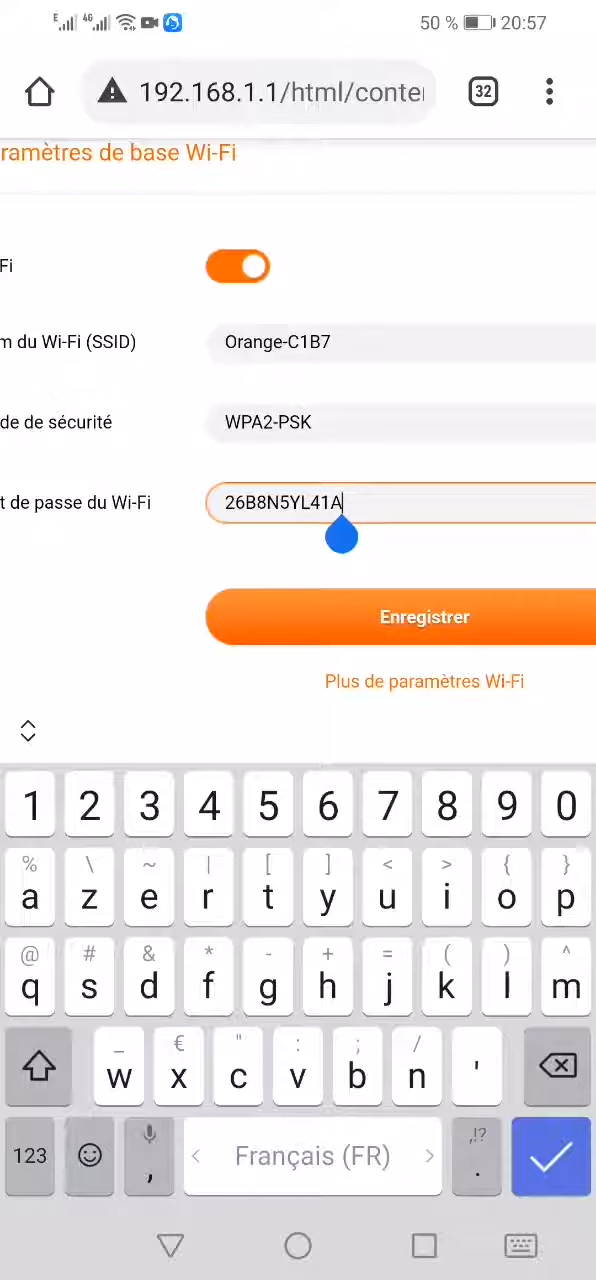 E 4G 50 % 20:57
192.168.1.1/html/conte
32
ramètres de base Wi-Fi
Fi
m du Wi-Fi (SSID) Orange-C1B7
de de sécurité WPA2-PSK
t de passe du Wi-Fi 26B8N5YL41A
Enregistrer
Plus de paramètres Wi-Fi
1 2 3 4 5 6 7 8 9 0
% \ ~ | [ ] < > { }
a z e r t y u i o p
@ # & * - + = ( ) ^
q s d f g h j k l m
_ € " : ; /
w x c v b n '
,!?
123 , < Français (FR) > .